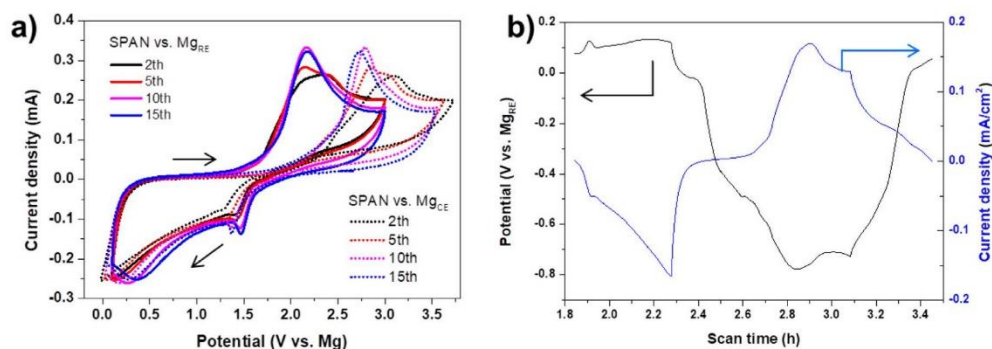 a)
SPAN vs. MgRE
2th
5th
10th
15th
SPAN vs. MgCE
2th
5th
10th
15th
Current density (mA)
0.4
0.3
0.2
0.1
0.0
-0.1
-0.2
-0.3
0.0 0.5 1.0 1.5 2.0 2.5 3.0 3.5
Potential (V vs. Mg)
b)
Potential (V vs. MgRE)
0.2
0.0
-0.2
-0.4
-0.6
-0.8
1.8 2.0 2.2 2.4 2.6 2.8 3.0 3.2 3.4
Scan time (h)
0.2
0.1
0.0
-0.1
-0.2
Current density (mA/cm²)